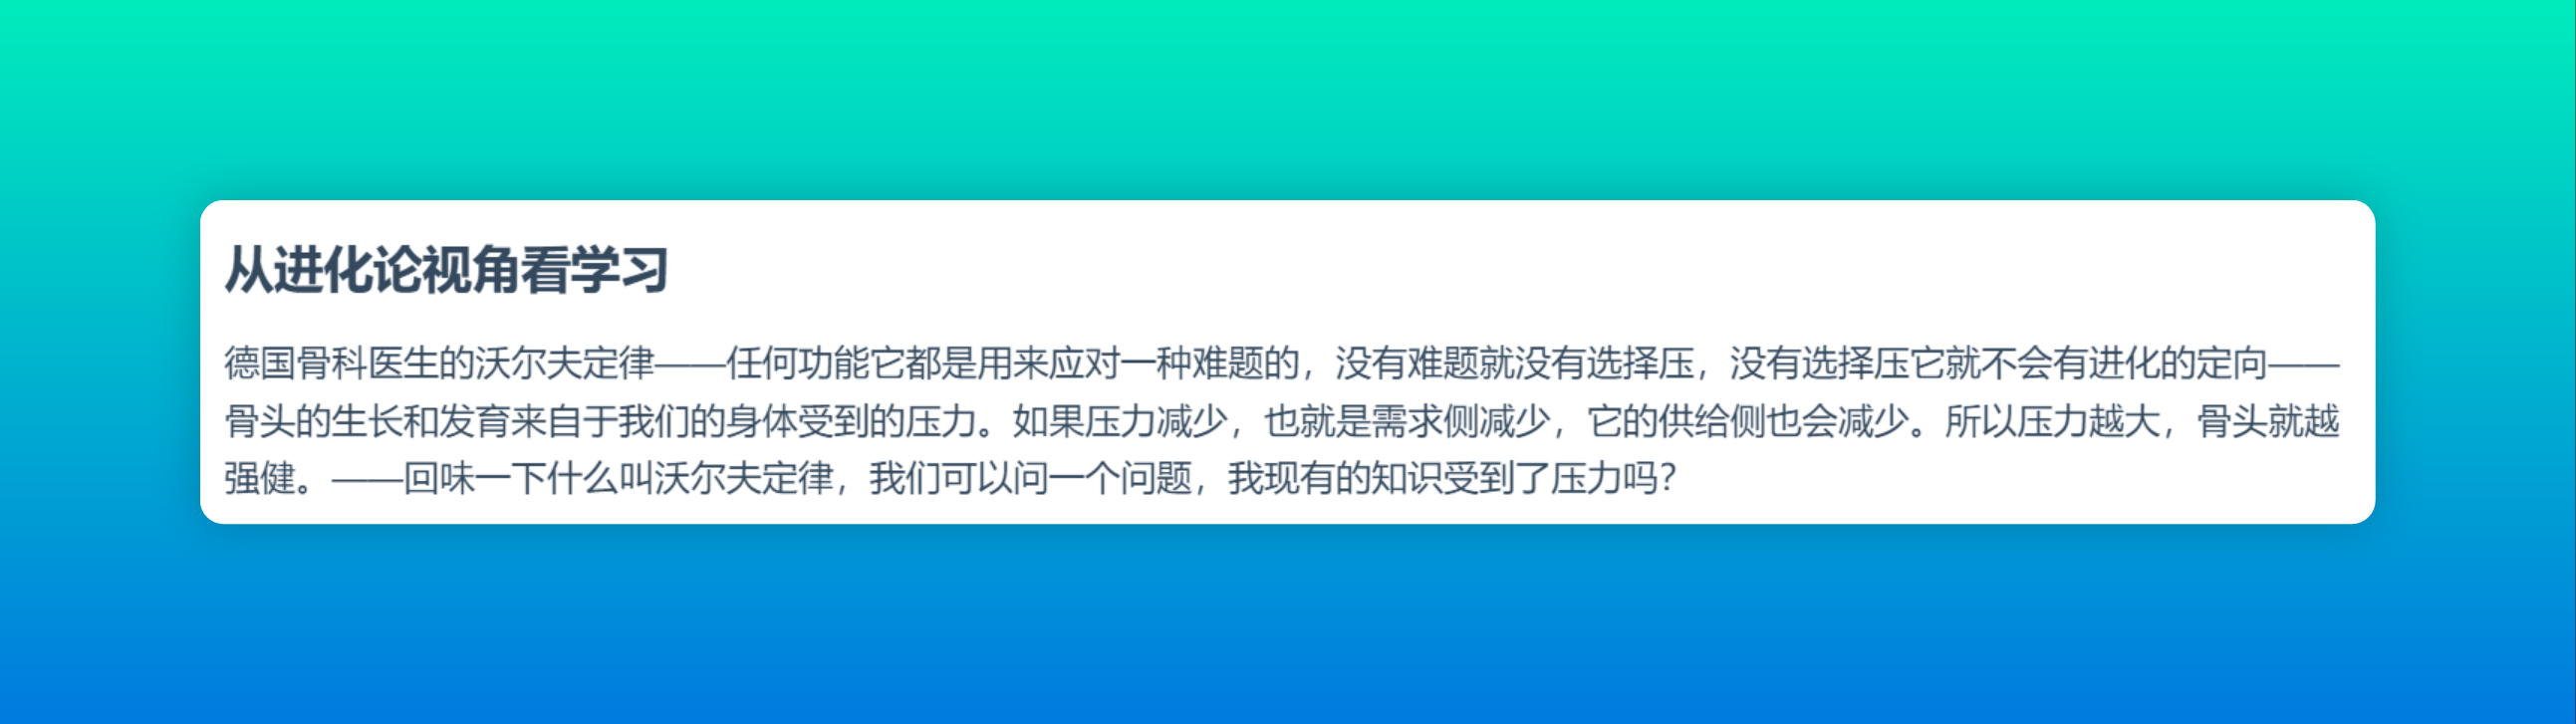 从进化论视角看学习
德国骨科医生的沃尔夫定律——任何功能它都是用来应对一种难题的，没有难题就没有选择压，没有选择压它就不会有进化的定向——
骨头的生长和发育来自于我们的身体受到的压力。如果压力减少，也就是需求侧减少，它的供给侧也会减少。所以压力越大，骨头就越
强健。——回味一下什么叫沃尔夫定律，我们可以问一个问题，我现有的知识受到了压力吗？